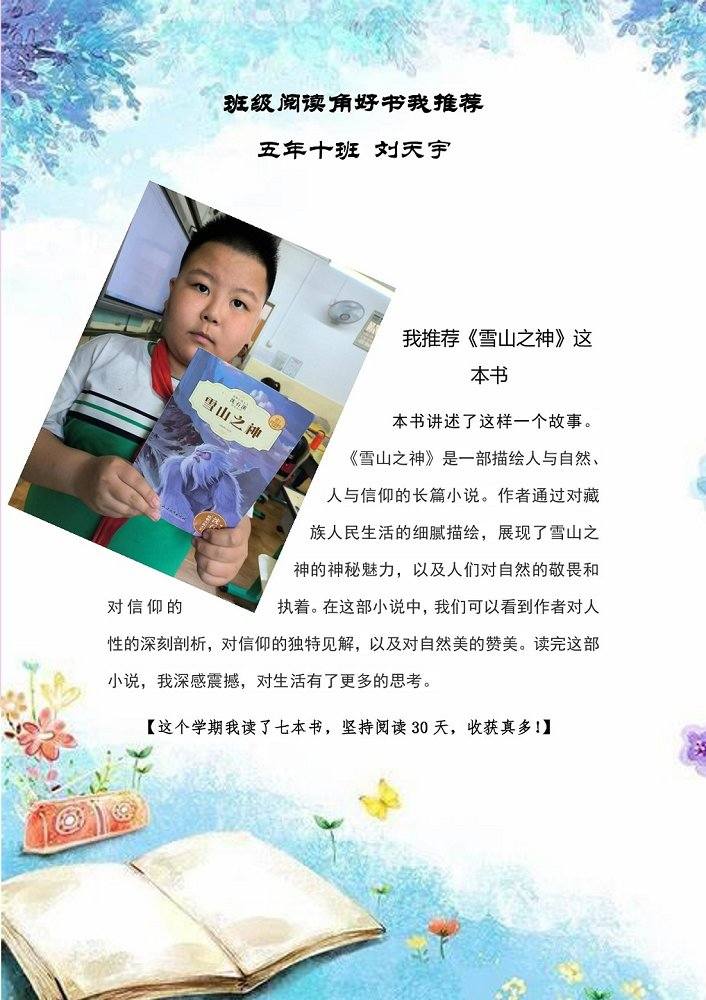 班级阅读角好书我推荐
五年十班 刘天宇
沈石溪
雪山之神
我推荐《雪山之神》这
本书
本书讲述了这样一个故事。
《雪山之神》是一部描绘人与自然、
人与信仰的长篇小说。作者通过对藏
族人民生活的细腻描绘，展现了雪山之
神的神秘魅力，以及人们对自然的敬畏和
对信仰的 执着。在这部小说中，我们可以看到作者对人
性的深刻剖析，对信仰的独特见解，以及对自然美的赞美。读完这部
小说，我深感震撼，对生活有了更多的思考。
【这个学期我读了七本书，坚持阅读 30 天，收获真多！】